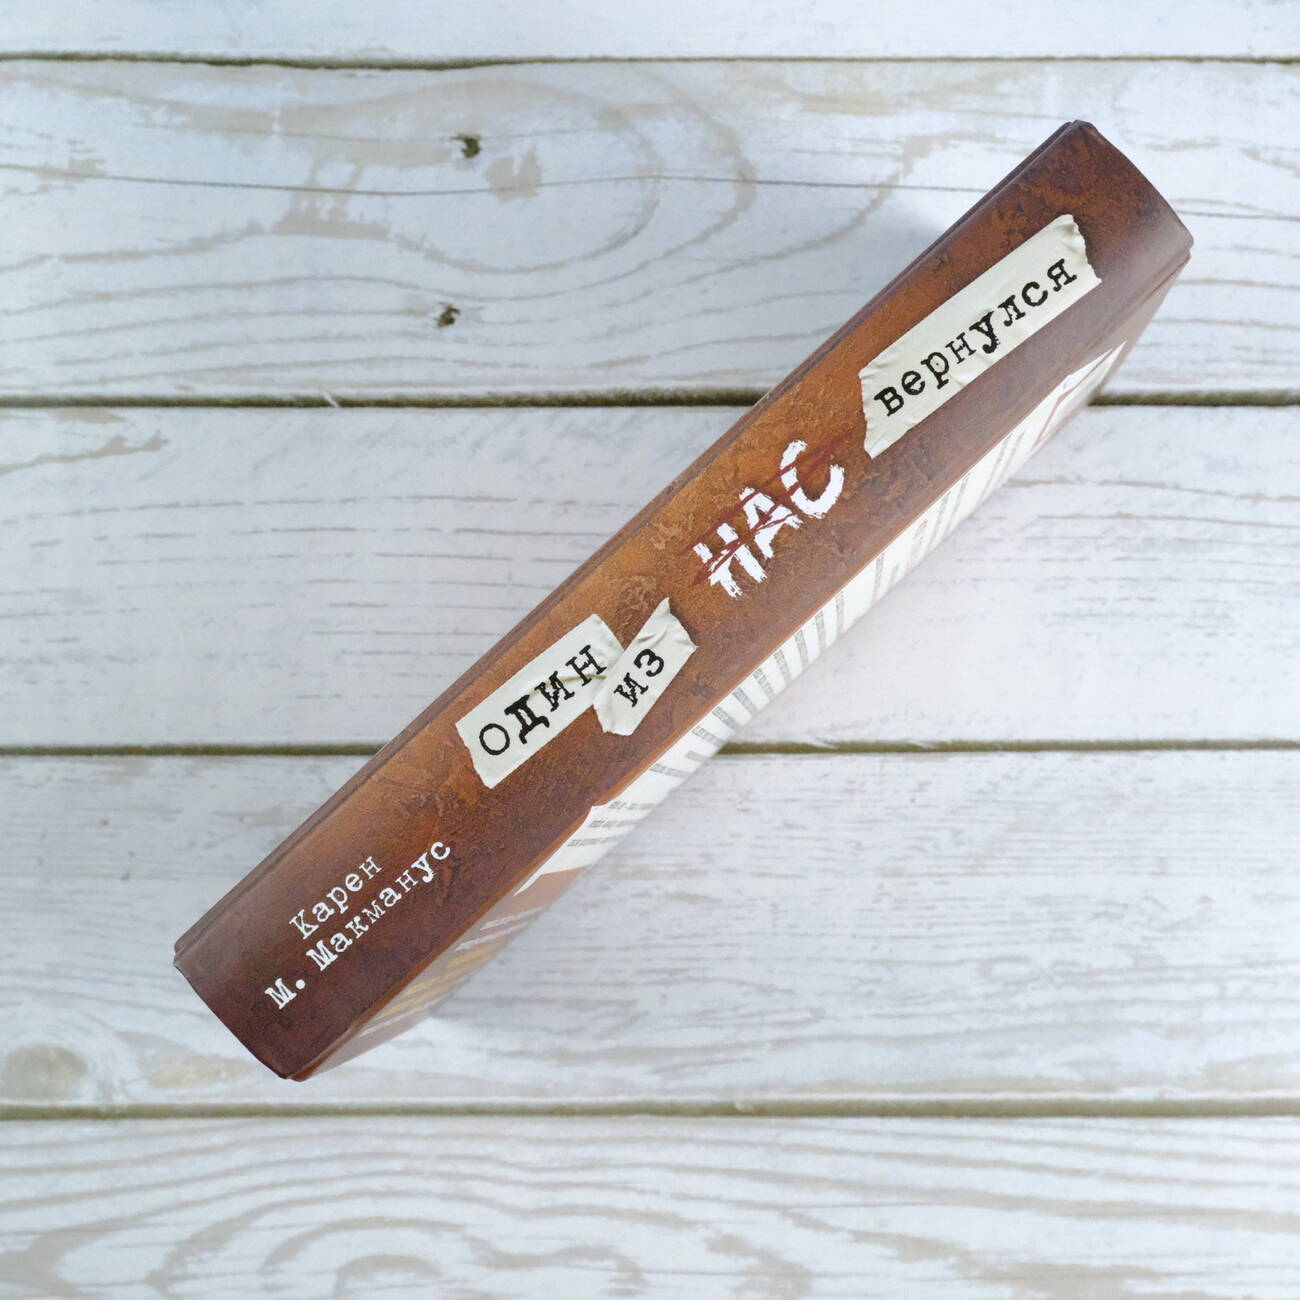 Карен
М. Макманус
один
из
НАС
вернулся